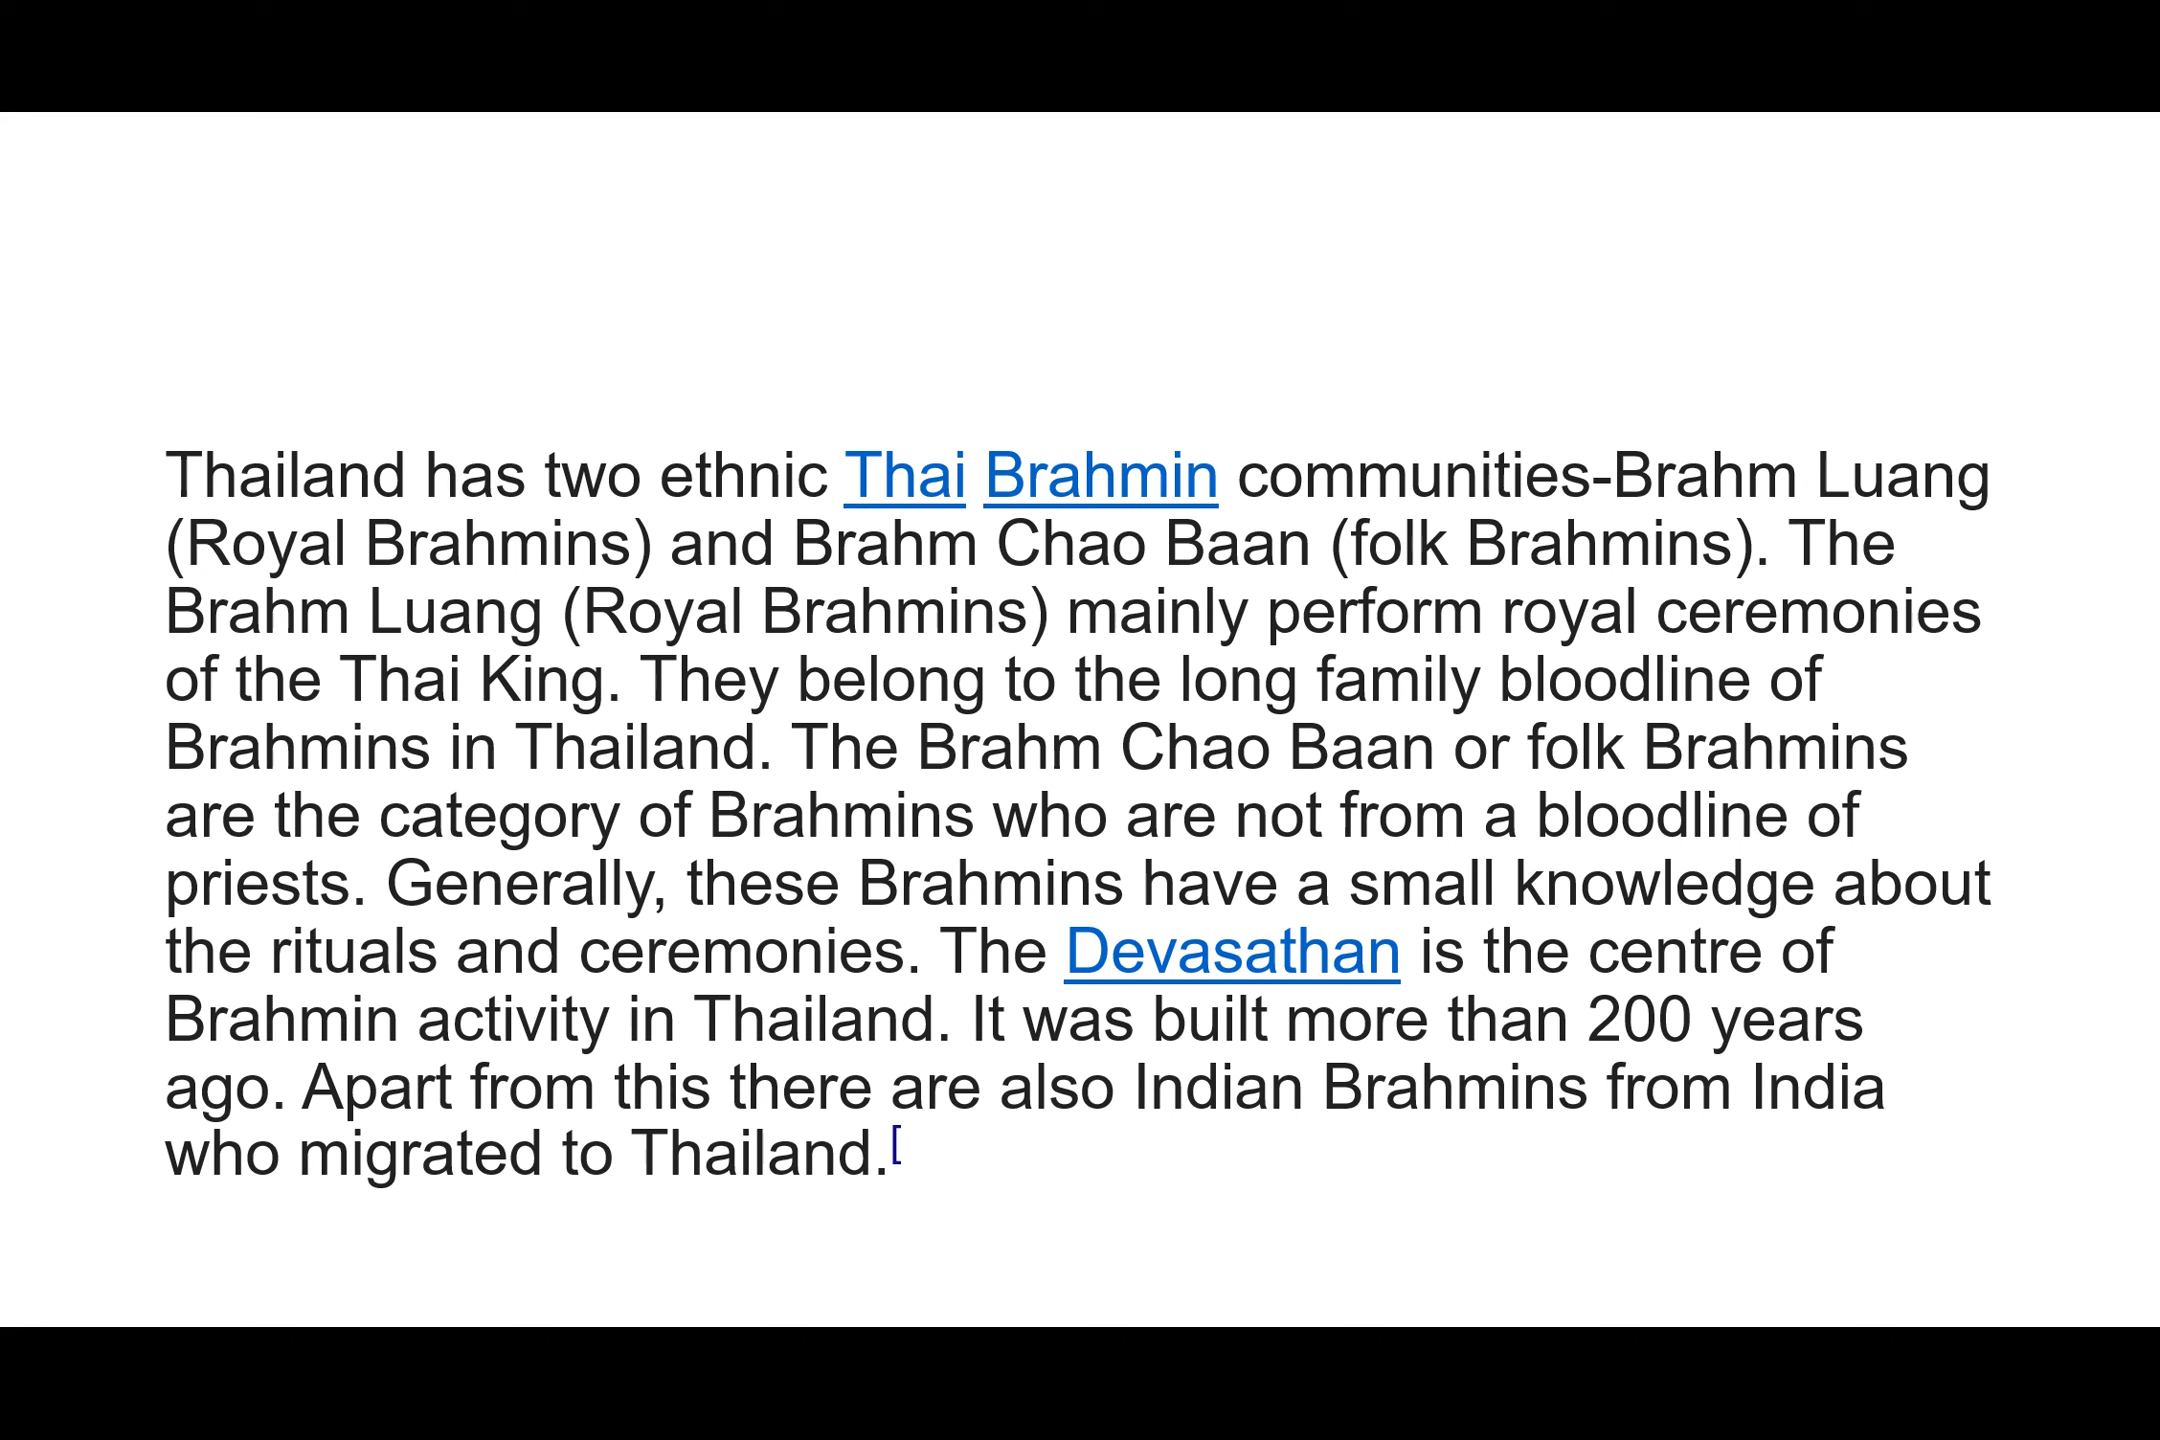 Thailand has two ethnic Thai Brahmin communities-Brahm Luang
(Royal Brahmins) and Brahm Chao Baan (folk Brahmins). The
Brahm Luang (Royal Brahmins) mainly perform royal ceremonies
of the Thai King. They belong to the long family bloodline of
Brahmins in Thailand. The Brahm Chao Baan or folk Brahmins
are the category of Brahmins who are not from a bloodline of
priests. Generally, these Brahmins have a small knowledge about
the rituals and ceremonies. The Devasathan is the centre of
Brahmin activity in Thailand. It was built more than 200 years
ago. Apart from this there are also Indian Brahmins from India
who migrated to Thailand.[